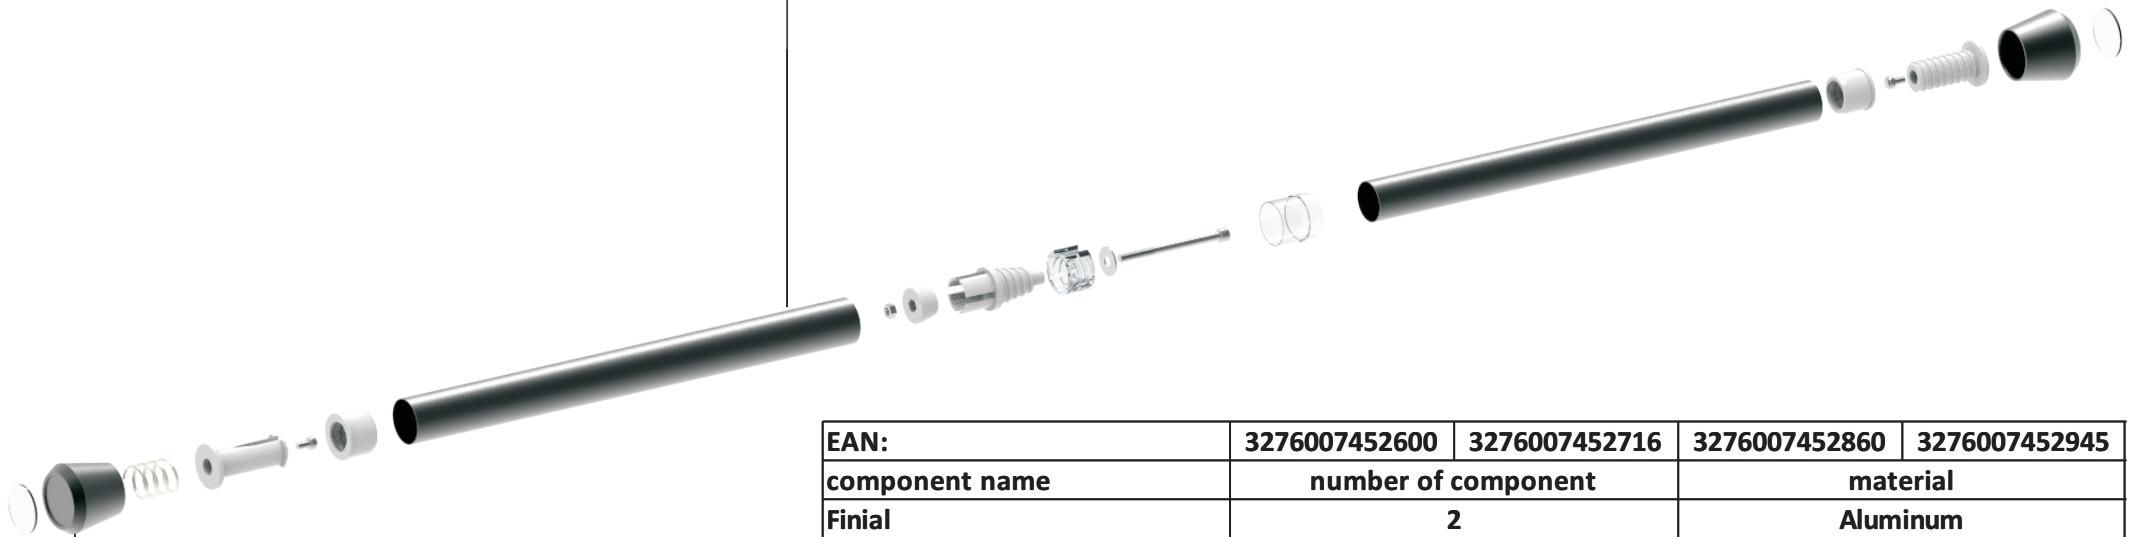 EAN: 3276007452600 3276007452716 3276007452860 3276007452945
component name number of component material
Finial 2 Aluminum